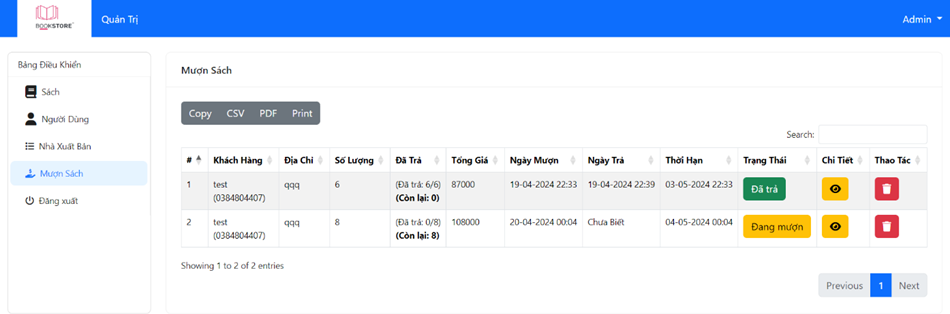 BOOKSTORE
Quản Trị
Admin
Bảng Điều Khiển
Sách
Người Dùng
Nhà Xuất Bản
Mượn Sách
Đăng xuất
Mượn Sách
Copy CSV PDF Print
Search:
# Khách Hàng Địa Chỉ Số Lượng Đã Trả Tổng Giá Ngày Mượn Ngày Trả Thời Hạn Trạng Thái Chi Tiết Thao Tác
1 test qqq 6 (Đã trả: 6/6) 87000 19-04-2024 22:33 19-04-2024 22:39 03-05-2024 22:33 Đã trả
(0384804407) (Còn lại: 0)
2 test qqq 8 (Đã trả: 0/8) 108000 20-04-2024 00:04 Chưa Biết 04-05-2024 00:04 Đang mượn
(0384804407) (Còn lại: 8)
Showing 1 to 2 of 2 entries
Previous 1 Next